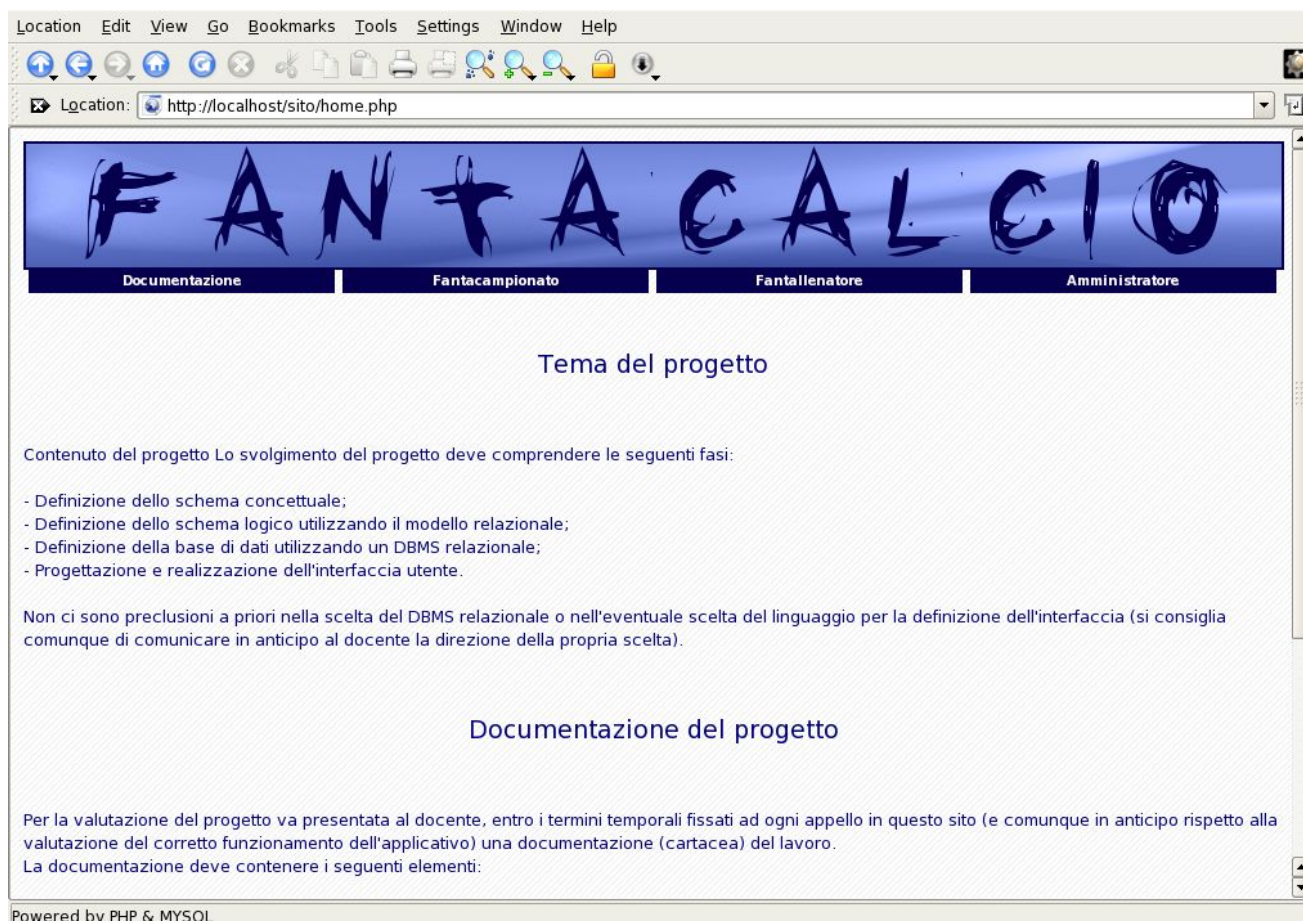 Location Edit View Go Bookmarks Tools Settings Window Help
Location: http://localhost/sito/home.php
FANTACALCIO
Documentazione Fantacampionato Fantallenatore Amministratore
Tema del progetto
Contenuto del progetto Lo svolgimento del progetto deve comprendere le seguenti fasi:
- Definizione dello schema concettuale;
- Definizione dello schema logico utilizzando il modello relazionale;
- Definizione della base di dati utilizzando un DBMS relazionale;
- Progettazione e realizzazione dell'interfaccia utente.
Non ci sono preclusioni a priori nella scelta del DBMS relazionale o nell'eventuale scelta del linguaggio per la definizione dell'interfaccia (si consiglia
comunque di comunicare in anticipo al docente la direzione della propria scelta).
Documentazione del progetto
Per la valutazione del progetto va presentata al docente, entro i termini temporali fissati ad ogni appello in questo sito (e comunque in anticipo rispetto alla
valutazione del corretto funzionamento dell'applicativo) una documentazione (cartacea) del lavoro.
La documentazione deve contenere i seguenti elementi:
Powered by PHP & MYSQL